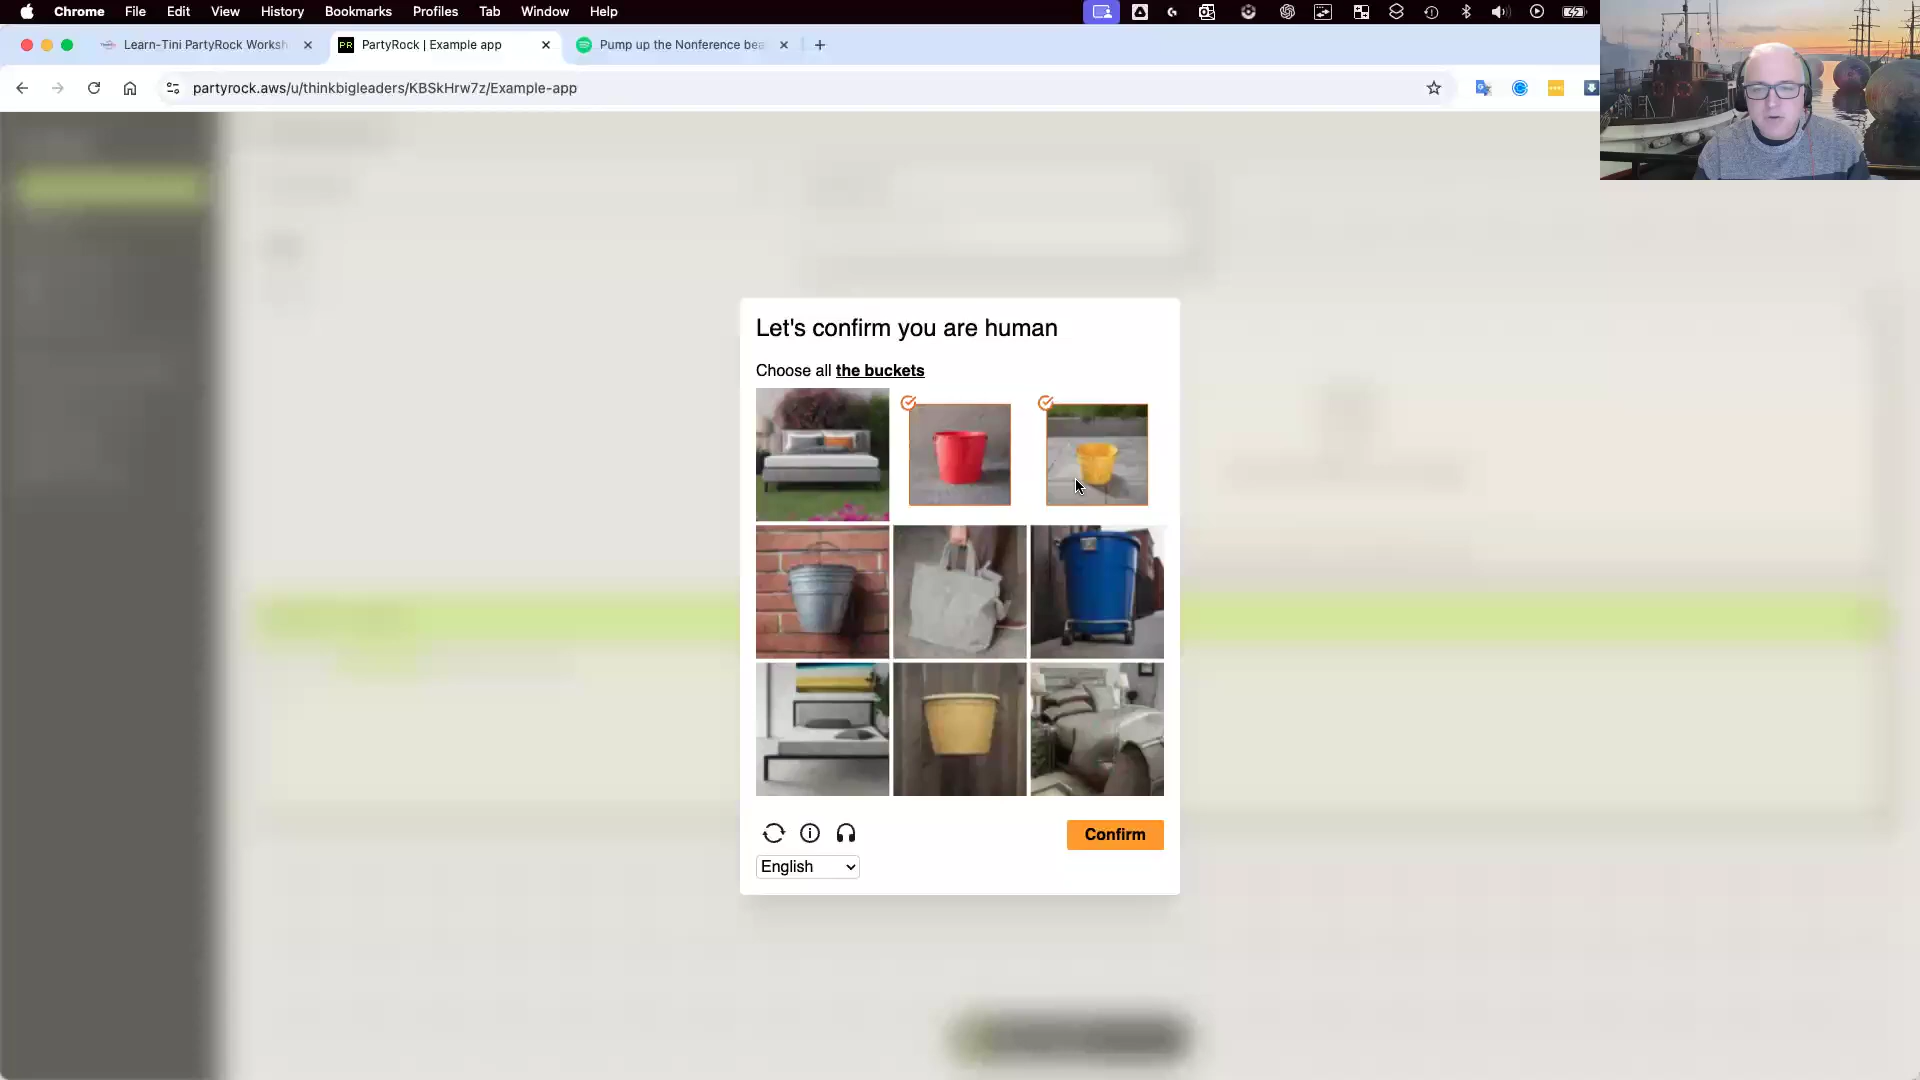 Chrome File Edit View History Bookmarks Profiles Tab Window Help
Learn-Tini PartyRock Worksh
PR PartyRock | Example app
Pump up the Nonference bea
partyrock.aws/u/thinkbigleaders/KBSkHrw7z/Example-app
Let's confirm you are human
Choose all the buckets
Confirm
English